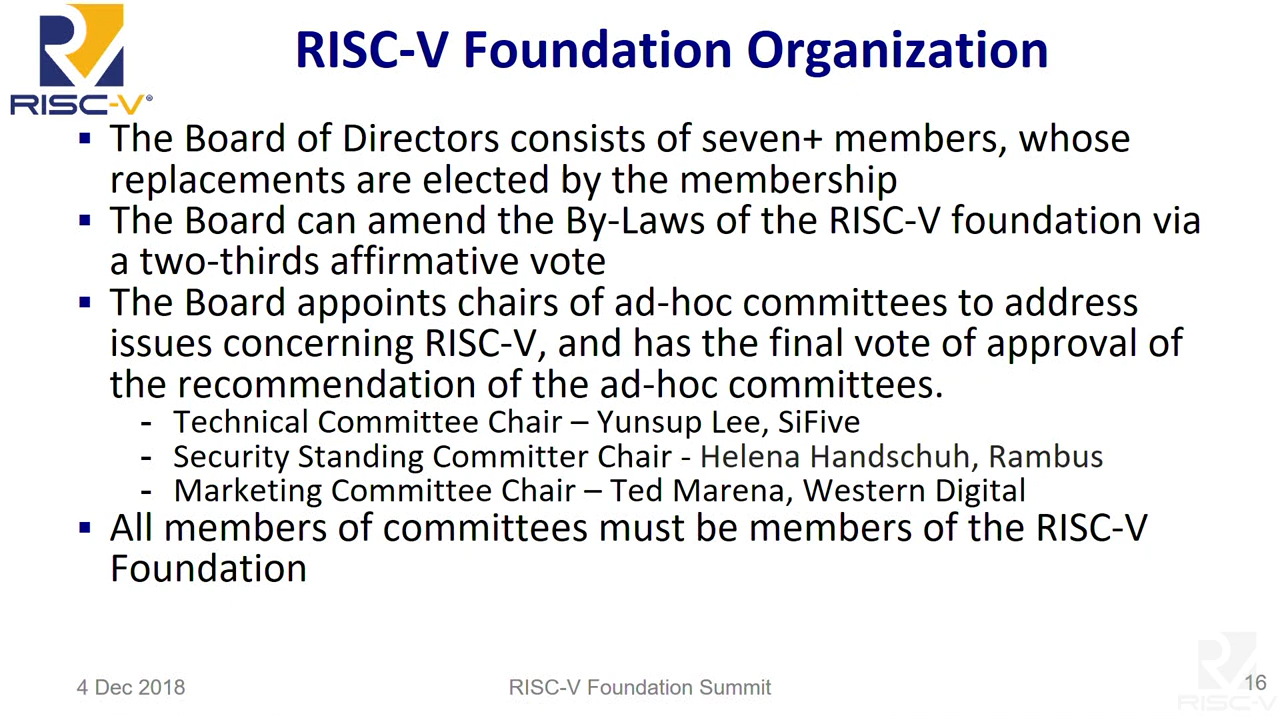 RISC-V®
RISC-V Foundation Organization
▪ The Board of Directors consists of seven+ members, whose
replacements are elected by the membership
▪ The Board can amend the By-Laws of the RISC-V foundation via
a two-thirds affirmative vote
▪ The Board appoints chairs of ad-hoc committees to address
issues concerning RISC-V, and has the final vote of approval of
the recommendation of the ad-hoc committees.
- Technical Committee Chair – Yunsup Lee, SiFive
- Security Standing Committer Chair - Helena Handschuh, Rambus
- Marketing Committee Chair – Ted Marena, Western Digital
▪ All members of committees must be members of the RISC-V
Foundation
4 Dec 2018
RISC-V Foundation Summit
16
RISC-V